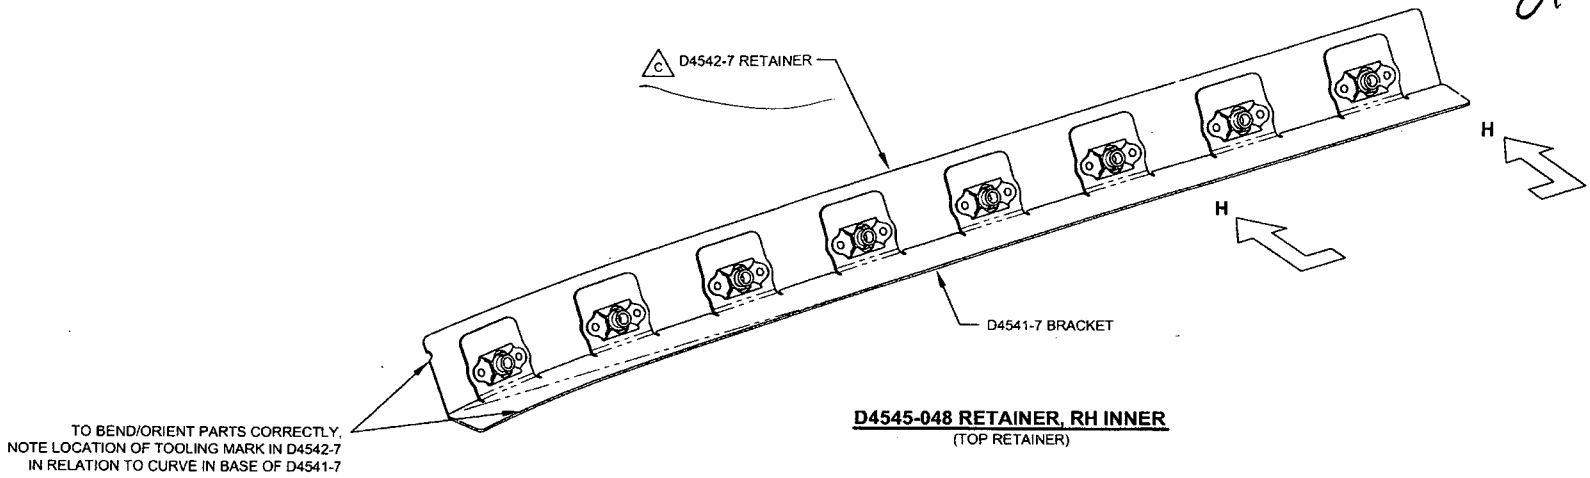 C D4542-7 RETAINER
H
H
D4541-7 BRACKET
TO BEND/ORIENT PARTS CORRECTLY,
NOTE LOCATION OF TOOLING MARK IN D4542-7
IN RELATION TO CURVE IN BASE OF D4541-7
D4545-048 RETAINER, RH INNER
(TOP RETAINER)